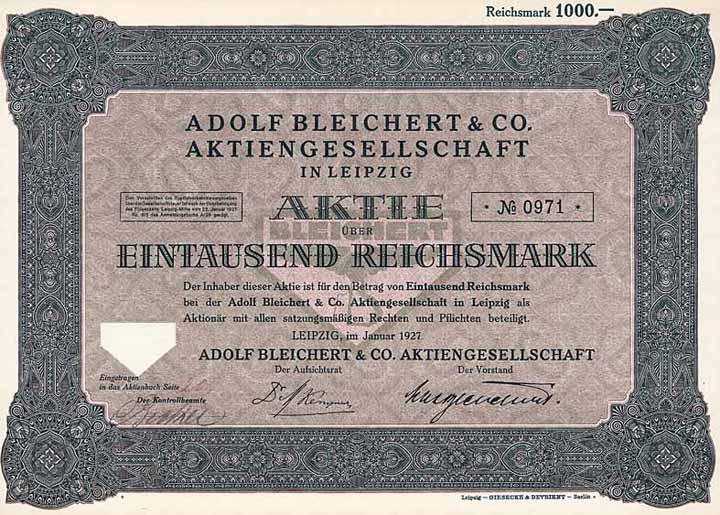 Reichsmark 1000.—
ADOLF BLEICHERT & CO.
AKTIENGESELLSCHAFT
IN LEIPZIG
AKTIE
№ 0971
BLEICHERT
ÜBER
EINTAUSEND REICHSMARK
Der Inhaber dieser Aktie ist für den Betrag von Eintausend Reichsmark
bei der Adolf Bleichert & Co. Aktiengesellschaft in Leipzig als
Aktionär mit allen satzungsmäßigen Rechten und Pflichten beteiligt.
LEIPZIG, im Januar 1927
ADOLF BLEICHERT & CO. AKTIENGESELLSCHAFT
Der Aufsichtsrat
Der Vorstand
Eingetragen
in das Aktienbuch Seite
Der Kontrollbeamte
Leipzig — GIESECKE & DEVRIENT — Berlin